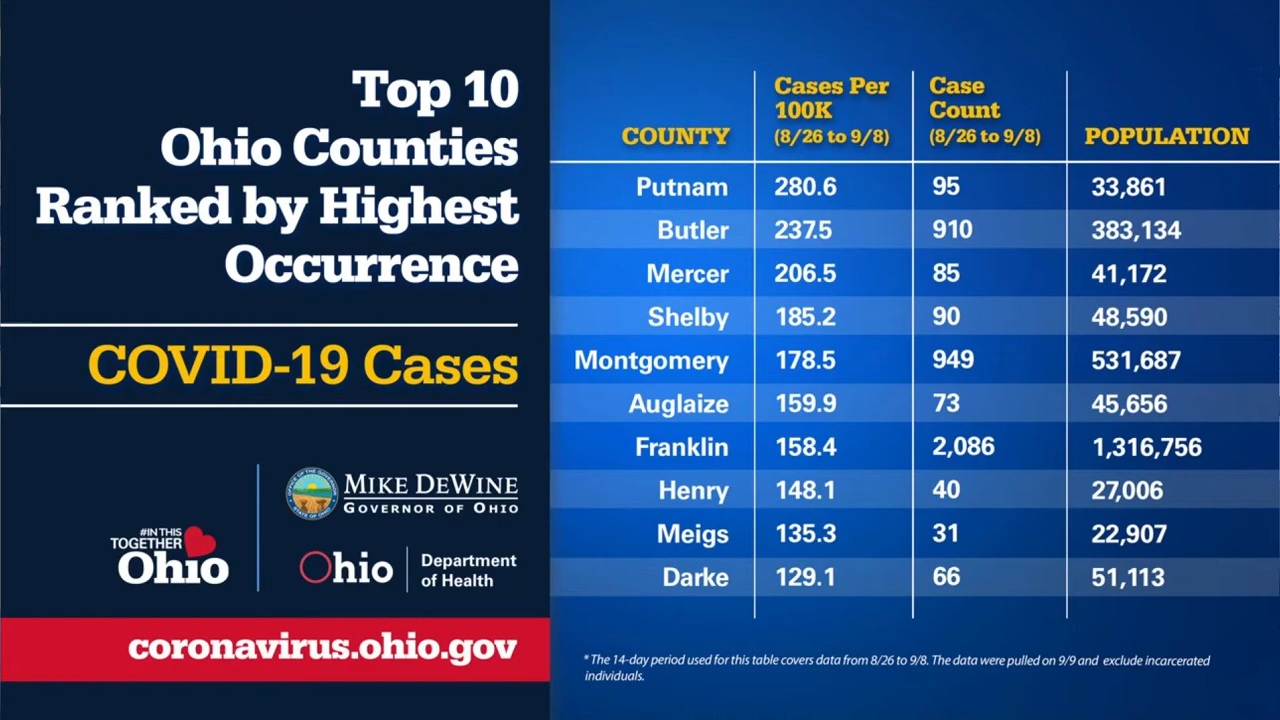 Top 10
Ohio Counties
Ranked by Highest
Occurrence
COVID-19 Cases
#IN THIS
TOGETHER
Ohio
MIKE DEWINE
GOVERNOR OF OHIO
Ohio Department
of Health
coronavirus.ohio.gov
COUNTY Cases Per 100K (8/26 to 9/8) Case Count (8/26 to 9/8) POPULATION
Putnam 280.6 95 33,861
Butler 237.5 910 383,134
Mercer 206.5 85 41,172
Shelby 185.2 90 48,590
Montgomery 178.5 949 531,687
Auglaize 159.9 73 45,656
Franklin 158.4 2,086 1,316,756
Henry 148.1 40 27,006
Meigs 135.3 31 22,907
Darke 129.1 66 51,113
* The 14-day period used for this table covers data from 8/26 to 9/8. The data were pulled on 9/9 and exclude incarcerated
individuals.